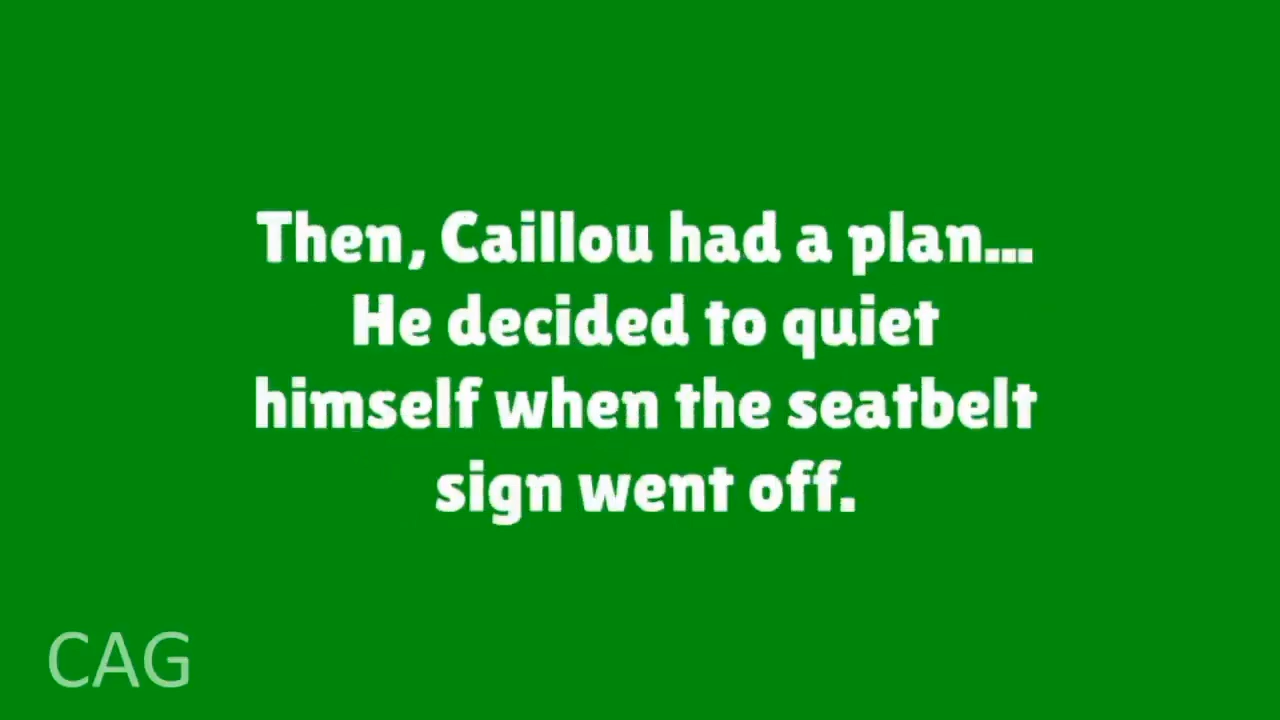 Then, Caillou had a plan...
He decided to quiet
himself when the seatbelt
sign went off.
CAG